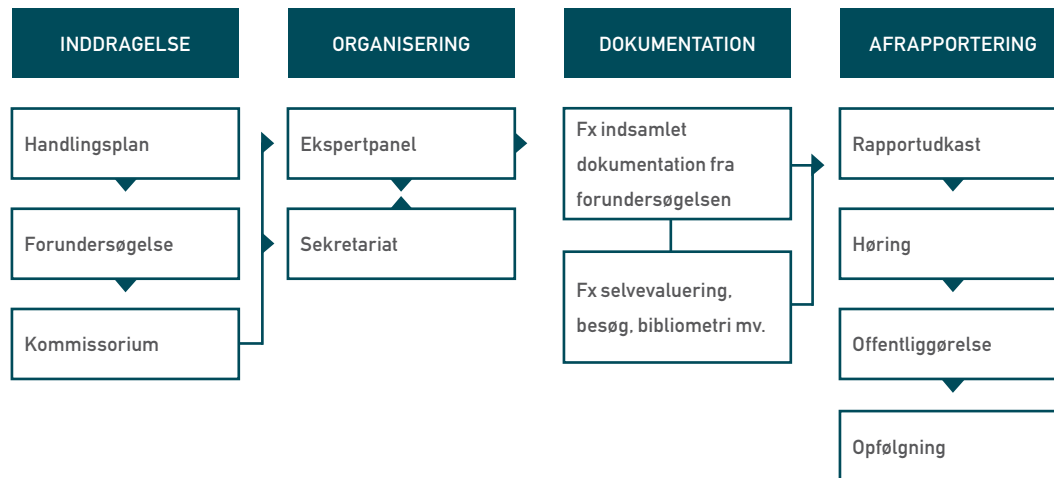 INDDRAGELSE
Handlingsplan
Forundersøgelse
Kommissorium
ORGANISERING
Ekspertpanel
Sekretariat
DOKUMENTATION
Fx indsamlet
dokumentation fra
forundersøgelsen
Fx selvevaluering,
besøg, bibliometri mv.
AFRAPPORTERING
Rapportudkast
Høring
Offentliggørelse
Opfølgning